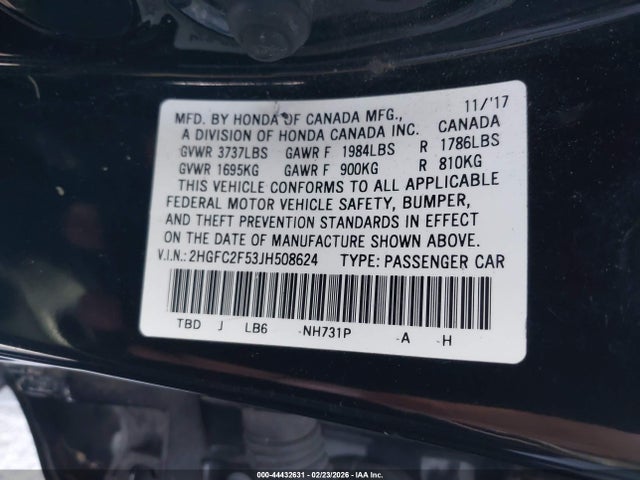 11/'17
MFD. BY HONDA OF CANADA MFG., CANADA
A DIVISION OF HONDA CANADA INC.
GVWR 3737LBS GAWR F 1984LBS R 1786LBS
GVWR 1695KG GAWR F 900KG R 810KG
THIS VEHICLE CONFORMS TO ALL APPLICABLE
FEDERAL MOTOR VEHICLE SAFETY, BUMPER,
AND THEFT PREVENTION STANDARDS IN EFFECT
ON THE DATE OF MANUFACTURE SHOWN ABOVE.
V.I.N.: 2HGFC2F53JH508624 TYPE: PASSENGER CAR
TBD J LB6 -NH731P -A -H
000-44432631 - 02/23/2026 - IAA Inc.